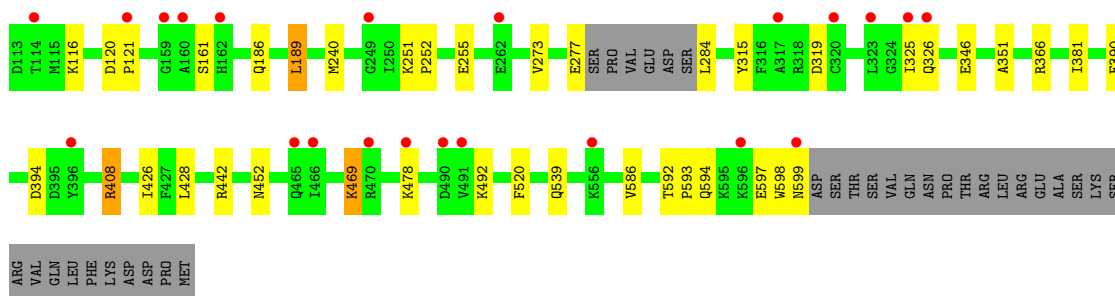 D113 T114 M115 K116 D120 P121 G159 A160 S161 H162 Q186 L189 M240 G249 I250 K251 P252 E255 E262 V273 E277 SER PRO VAL GLU ASP SER L284 Y315 F316 A317 R318 D319 C320 L323 G324 I325 Q326 E346 A351 R366 I381
D394 D395 Y396 R408 I426 F427 L428 R442 N452 Q465 I466 K469 R470 K478 D490 V491 K492 F520 Q539 K556 V586 T592 P593 Q594 K595 K596 E597 W598 N599 ASP SER THR SER VAL GLN ASN PRO THR ARG LEU ARG GLU ALA SER LYS SER
ARG VAL GLN LEU PHE LYS ASP ASP PRO MET